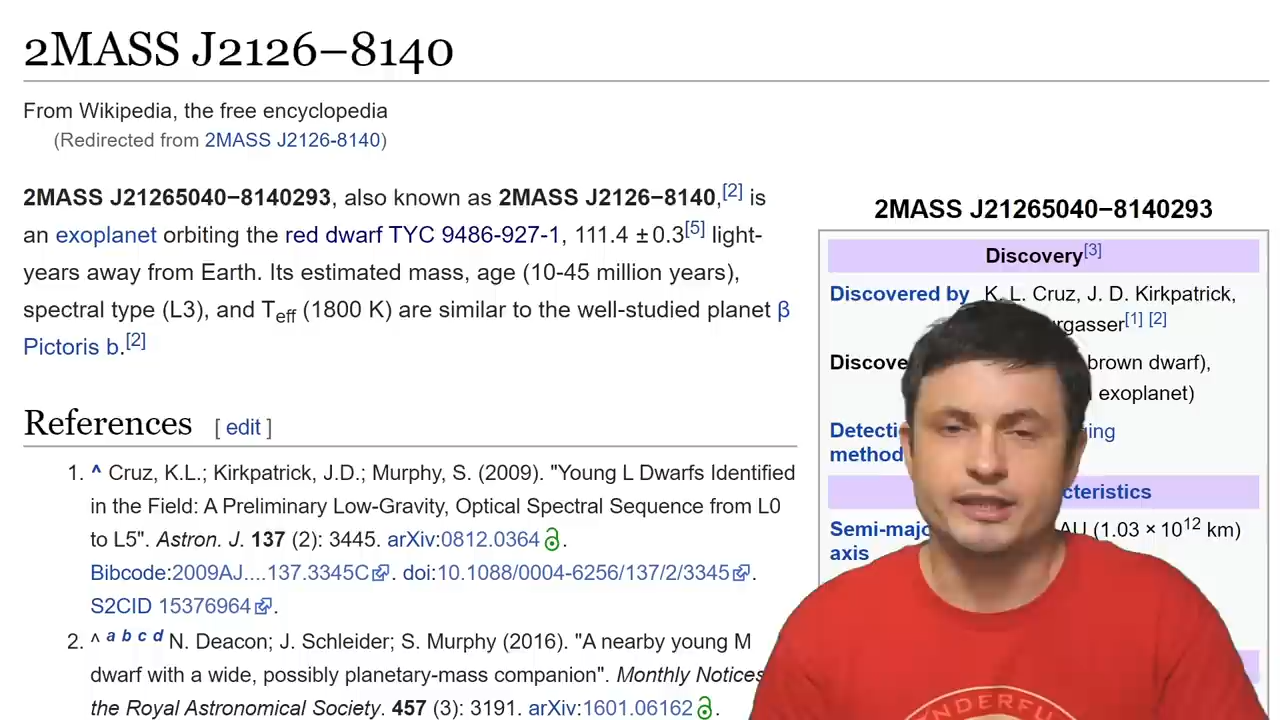 2MASS J2126–8140
From Wikipedia, the free encyclopedia
(Redirected from 2MASS J2126-8140)
2MASS J21265040−8140293, also known as 2MASS J2126−8140,[2] is
an exoplanet orbiting the red dwarf TYC 9486-927-1, 111.4 ±0.3[5] light-
years away from Earth. Its estimated mass, age (10-45 million years),
spectral type (L3), and Teff (1800 K) are similar to the well-studied planet β
Pictoris b.[2]
References [ edit ]
1. ^ Cruz, K.L.; Kirkpatrick, J.D.; Murphy, S. (2009). "Young L Dwarfs Identified
in the Field: A Preliminary Low-Gravity, Optical Spectral Sequence from L0
to L5". Astron. J. 137 (2): 3445. arXiv:0812.0364.
Bibcode:2009AJ....137.3345C. doi:10.1088/0004-6256/137/2/3345.
S2CID 15376964.
2. ^ a b c d N. Deacon; J. Schleider; S. Murphy (2016). "A nearby young M
dwarf with a wide, possibly planetary-mass companion". Monthly Notices
the Royal Astronomical Society. 457 (3): 3191. arXiv:1601.06162.
2MASS J21265040−8140293
Discovery[3]
Discovered by K. L. Cruz, J. D. Kirkpatrick,
[1] [2]
brown dwarf),
exoplanet)
method
Semi-maj AU (1.03 × 1012 km)
axis